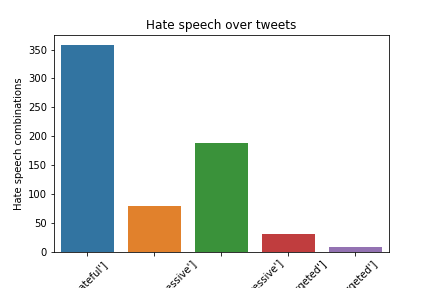 Hate speech over tweets
Hate speech combinations
350
300
250
200
150
100
50
0
ateful']
essive']
essive']
geted']
geted']